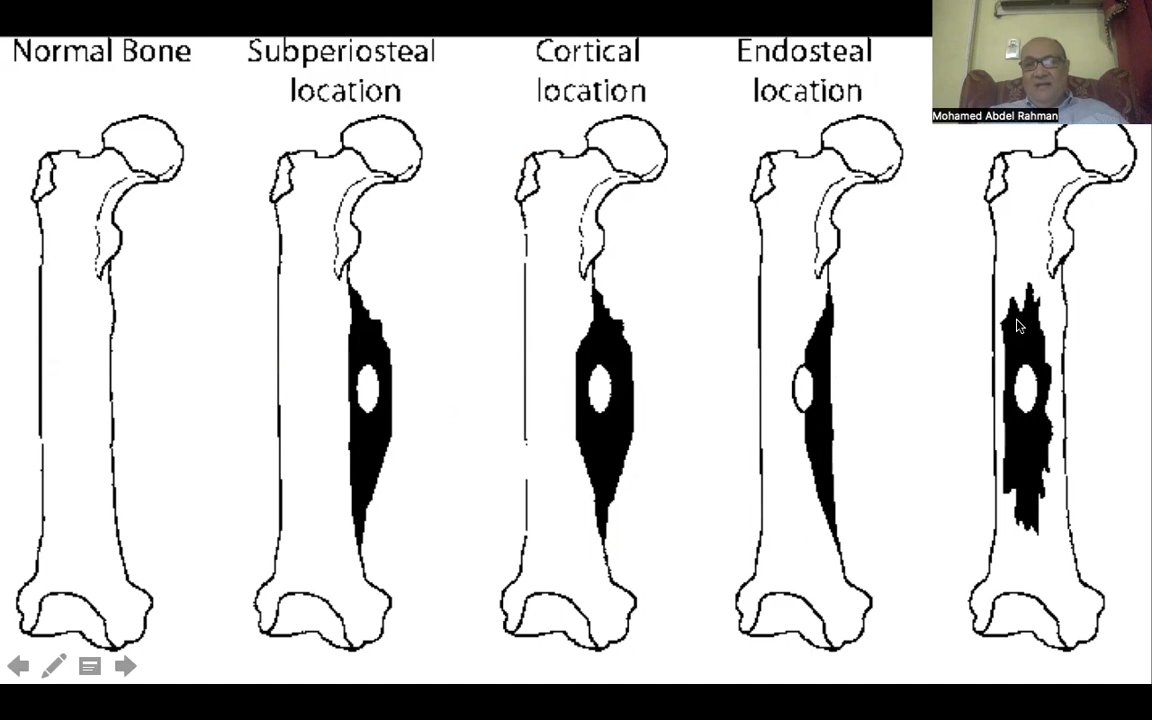 Normal Bone
Subperiosteal
location
Cortical
location
Endosteal
location
Mohamed Abdel Rahman